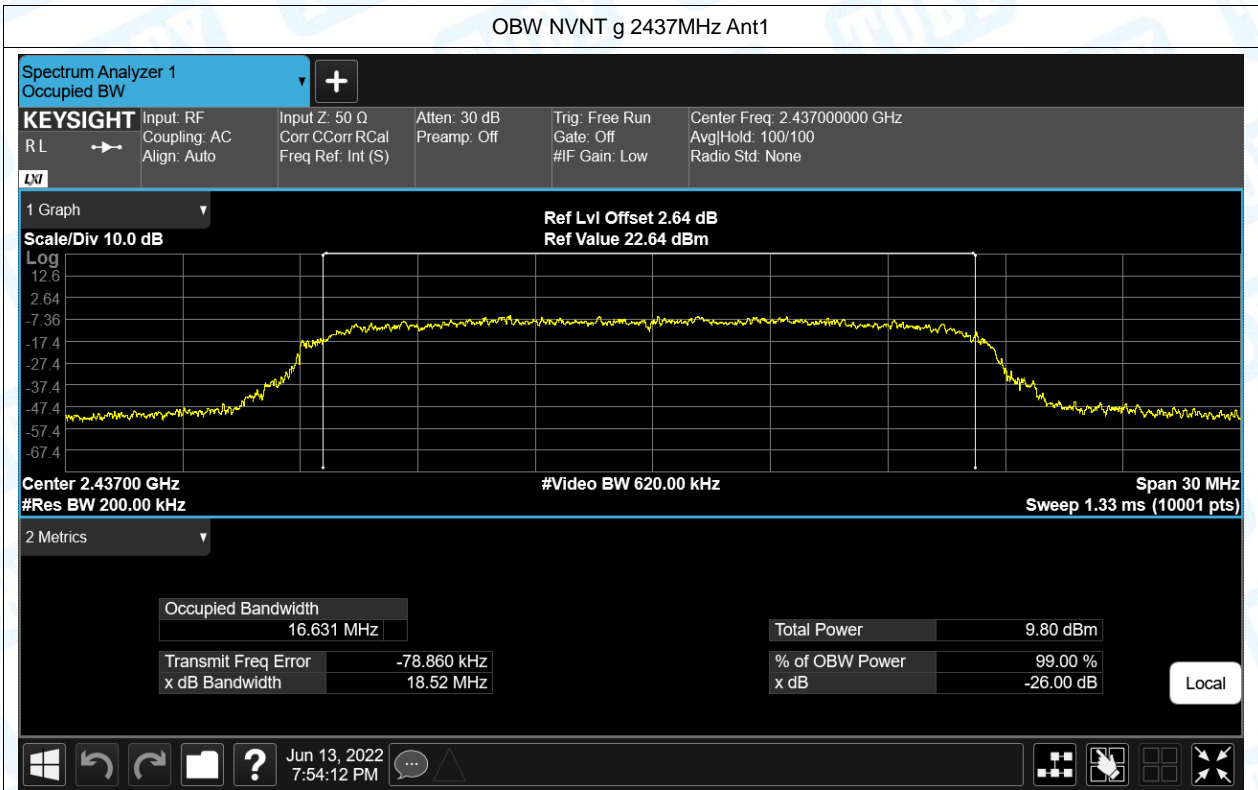 OBW NVNT g 2437MHz Ant1
Spectrum Analyzer 1
Occupied BW
KEYSIGHT
R L
LXI
Input: RF
Coupling: AC
Align: Auto
Input Z: 50 Ω
Corr CCorr RCal
Freq Ref: Int (S)
Atten: 30 dB
Preamp: Off
Trig: Free Run
Gate: Off
#IF Gain: Low
Center Freq: 2.437000000 GHz
Avg|Hold: 100/100
Radio Std: None
1 Graph
Scale/Div 10.0 dB
Ref Lvl Offset 2.64 dB
Ref Value 22.64 dBm
Log
12.6
2.64
-7.36
-17.4
-27.4
-37.4
-47.4
-57.4
-67.4
Center 2.43700 GHz
#Video BW 620.00 kHz
Span 30 MHz
#Res BW 200.00 kHz
Sweep 1.33 ms (10001 pts)
2 Metrics
Occupied Bandwidth
16.631 MHz
Total Power 9.80 dBm
Transmit Freq Error -78.860 kHz
% of OBW Power 99.00 %
x dB Bandwidth 18.52 MHz
x dB -26.00 dB
Local
?
Jun 13, 2022
7:54:12 PM